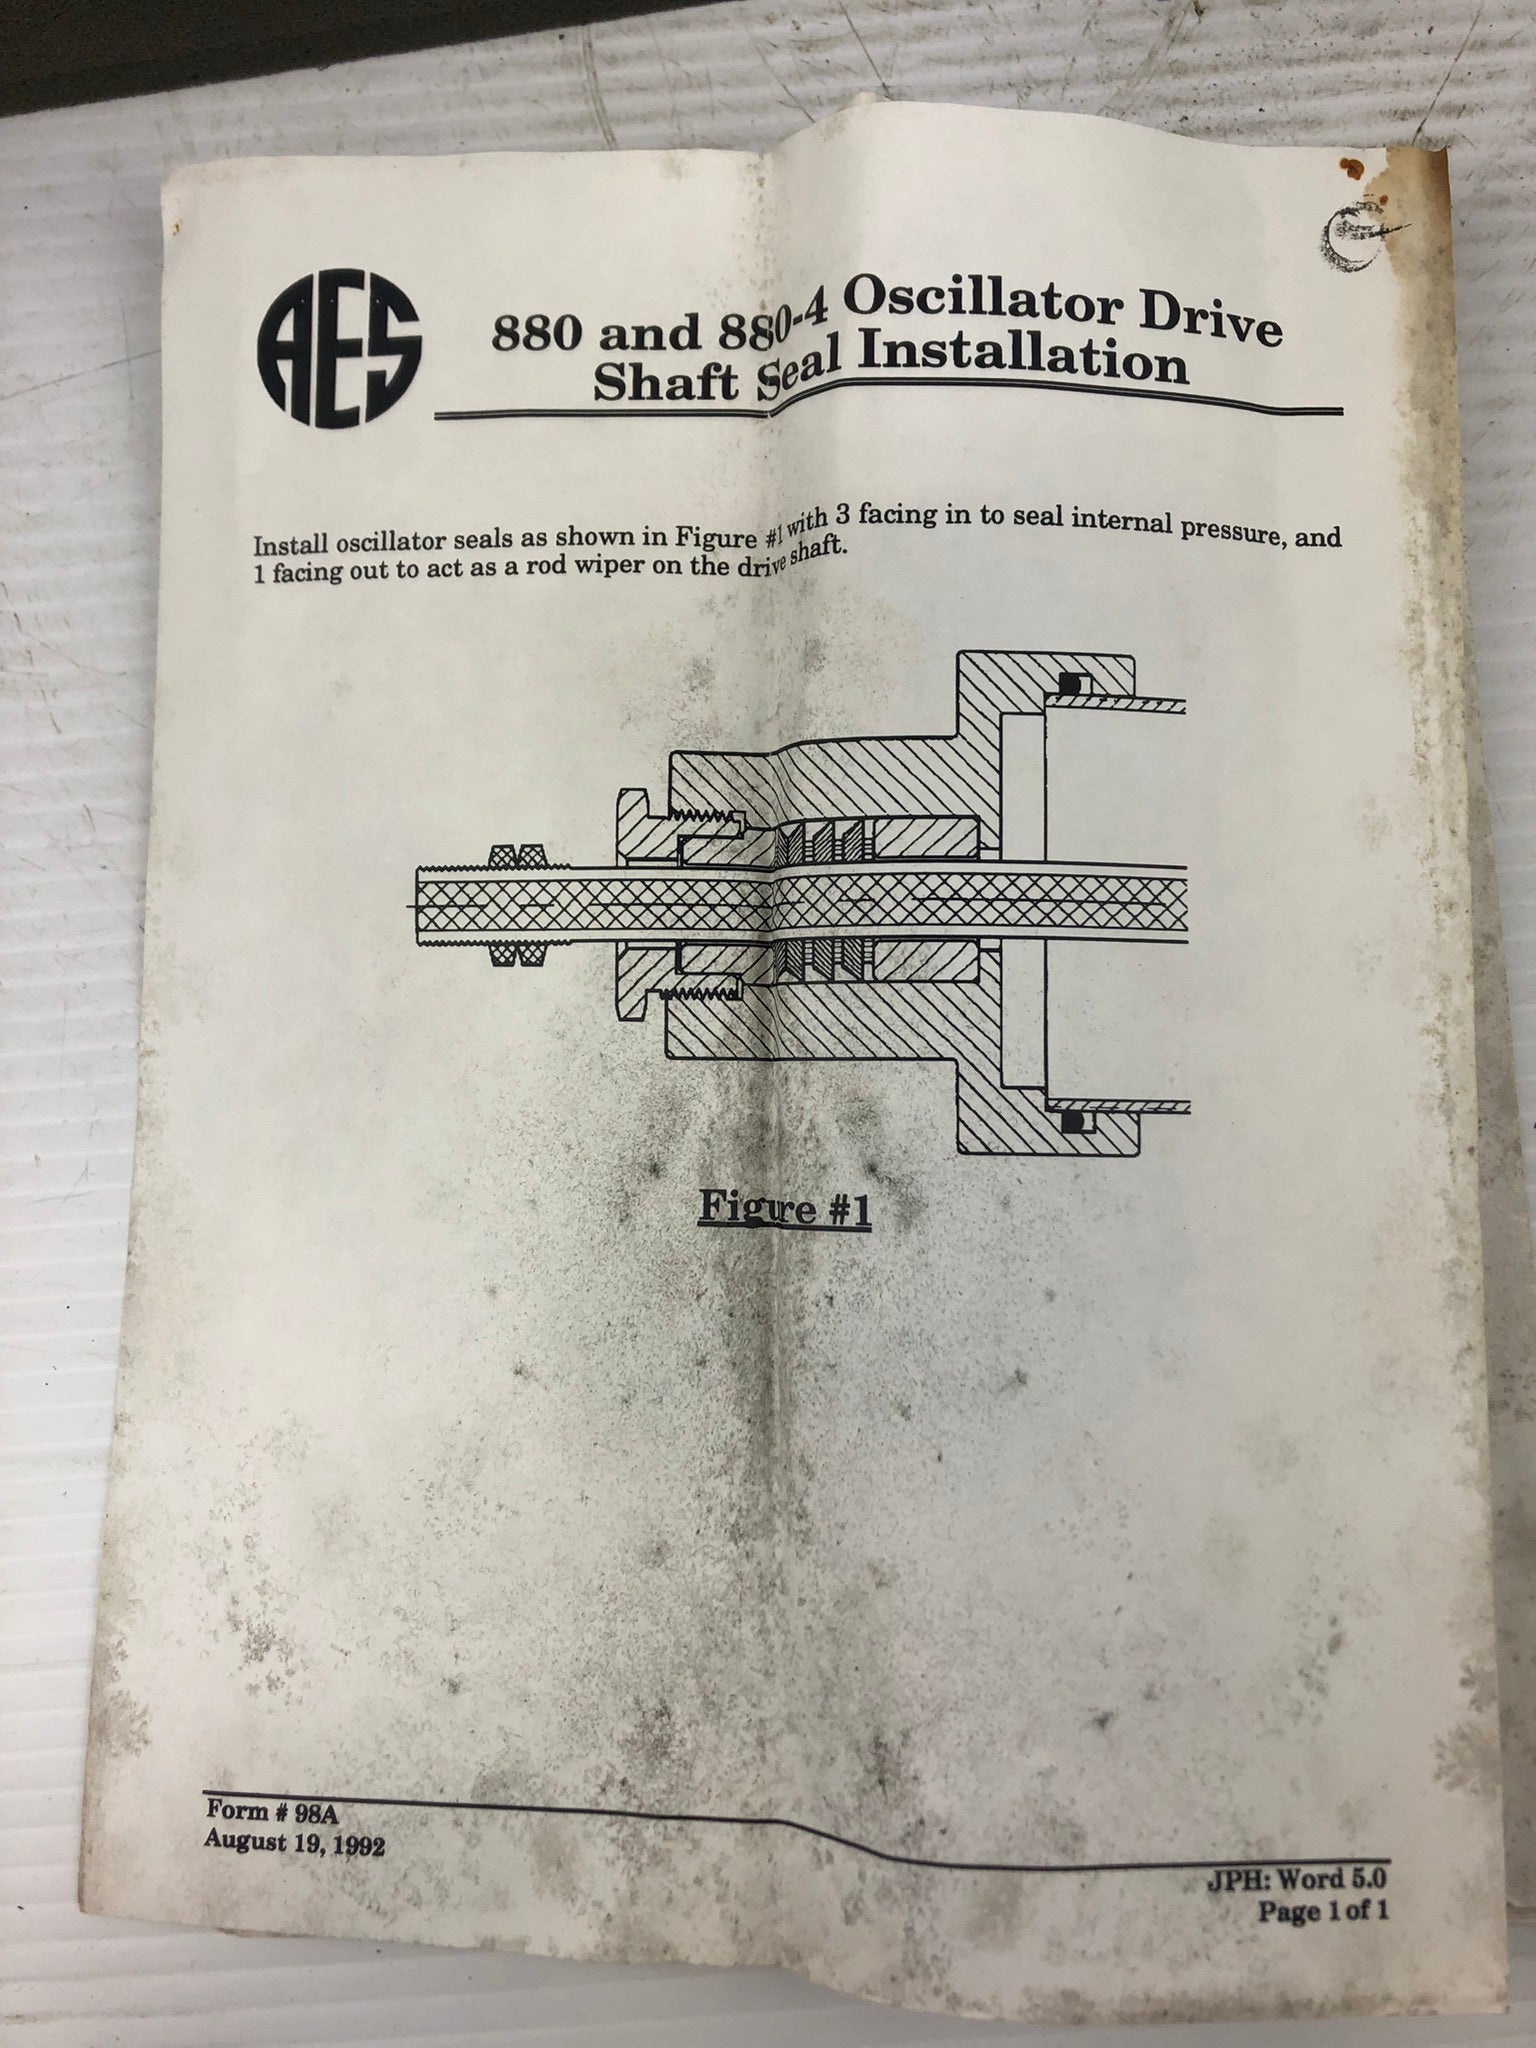 AES
880 and 880-4 Oscillator Drive
Shaft Seal Installation
Install oscillator seals as shown in Figure #1 with 3 facing in to seal internal pressure, and
1 facing out to act as a rod wiper on the drive shaft.
Figure #1
Form # 98A
August 19, 1992
JPH: Word 5.0
Page 1 of 1